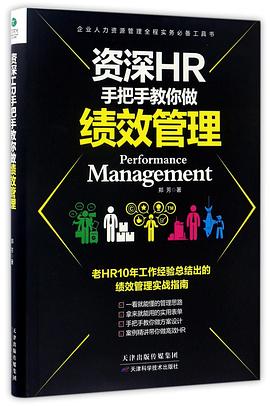 企业人力资源管理全程实务必备工具书
资深HR
手把手教你做
绩效管理
Performance
Management
郑芳◎著
老HR10年工作经验总结出的
绩效管理实战指南
一看就能懂的管理思路
拿来就能用的实用表单
手把手教你做方案设计
案例精讲带你做高效HR
天津出版传媒集团
天津科学技术出版社
资深HR手把手教你做绩效管理